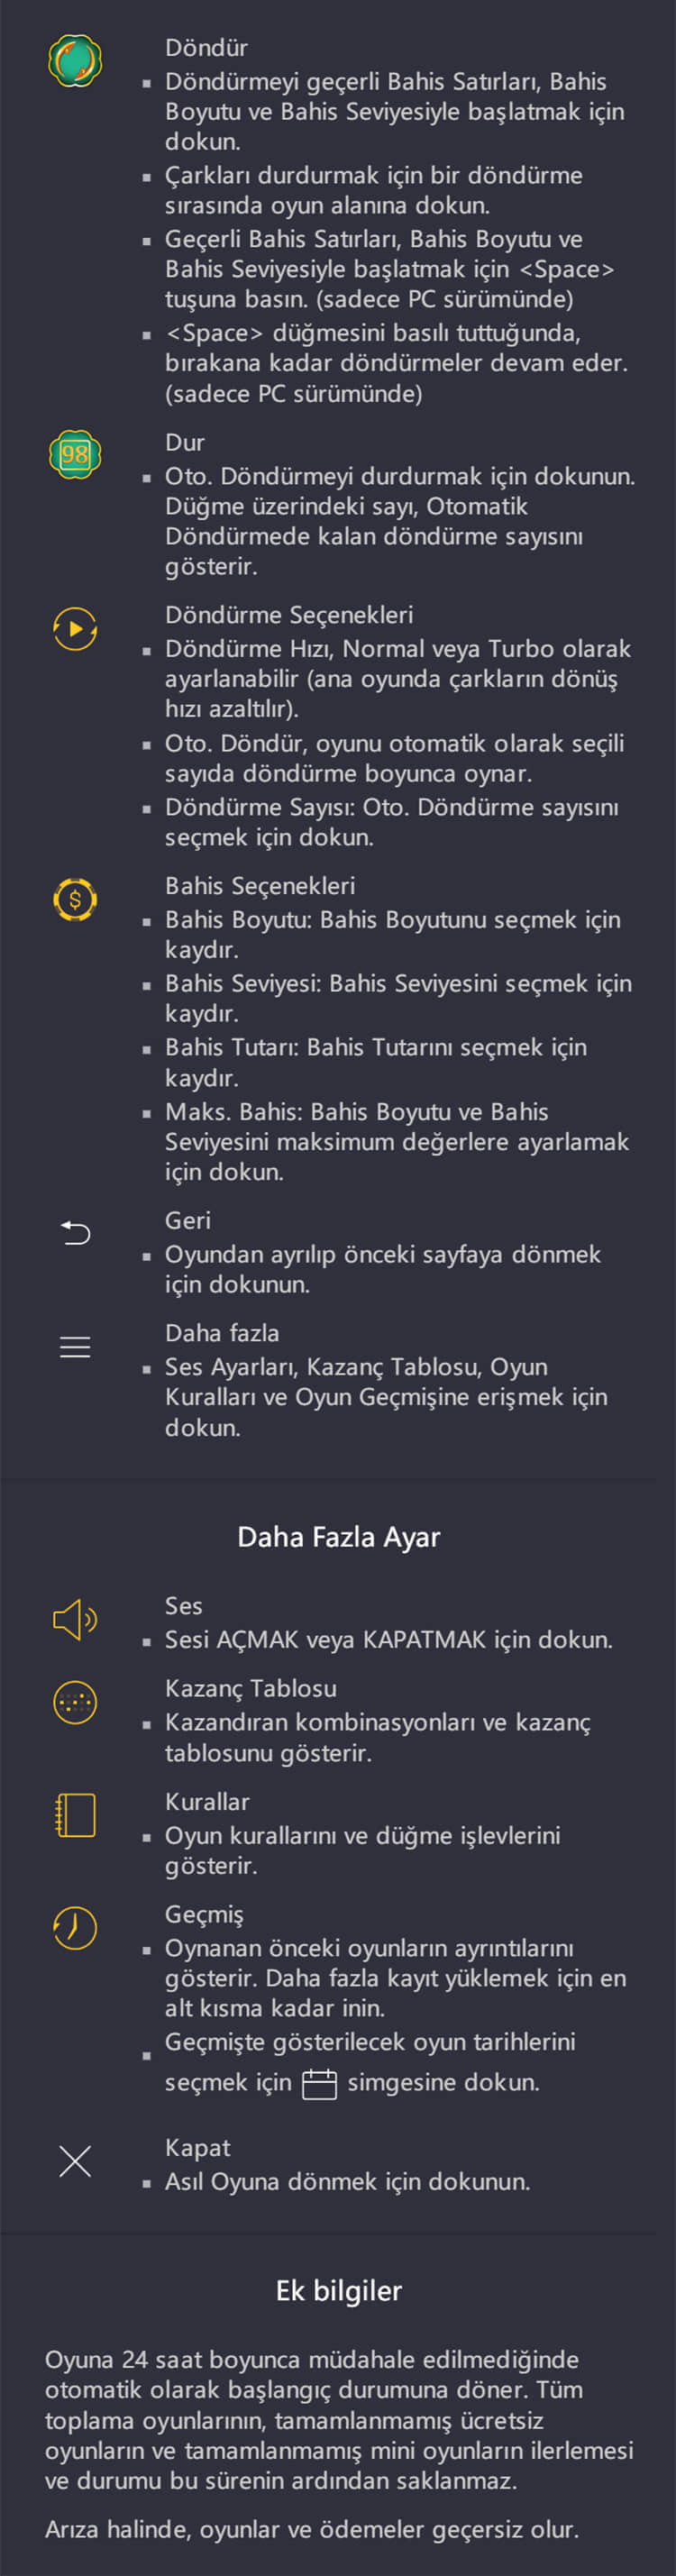 Döndür
▪ Döndürmeyi geçerli Bahis Satırları, Bahis
Boyutu ve Bahis Seviyesiyle başlatmak için
dokun.
▪ Çarkları durdurmak için bir döndürme
sırasında oyun alanına dokun.
▪ Geçerli Bahis Satırları, Bahis Boyutu ve
Bahis Seviyesiyle başlatmak için <Space>
tuşuna basın. (sadece PC sürümünde)
▪ <Space> düğmesini basılı tuttuğunda,
bırakana kadar döndürmeler devam eder.
(sadece PC sürümünde)
98
Dur
▪ Oto. Döndürmeyi durdurmak için dokunun.
Düğme üzerindeki sayı, Otomatik
Döndürmede kalan döndürme sayısını
gösterir.
Döndürme Seçenekleri
▪ Döndürme Hızı, Normal veya Turbo olarak
ayarlanabilir (ana oyunda çarkların dönüş
hızı azaltılır).
▪ Oto. Döndür, oyunu otomatik olarak seçili
sayıda döndürme boyunca oynar.
▪ Döndürme Sayısı: Oto. Döndürme sayısını
seçmek için dokun.
$
Bahis Seçenekleri
▪ Bahis Boyutu: Bahis Boyutunu seçmek için
kaydır.
▪ Bahis Seviyesi: Bahis Seviyesini seçmek için
kaydır.
▪ Bahis Tutarı: Bahis Tutarını seçmek için
kaydır.
▪ Maks. Bahis: Bahis Boyutu ve Bahis
Seviyesini maksimum değerlere ayarlamak
için dokun.
Geri
▪ Oyundan ayrılıp önceki sayfaya dönmek
için dokunun.
Daha fazla
▪ Ses Ayarları, Kazanç Tablosu, Oyun
Kuralları ve Oyun Geçmişine erişmek için
dokun.
Daha Fazla Ayar
Ses
▪ Sesi AÇMAK veya KAPATMAK için dokun.
Kazanç Tablosu
▪ Kazandıran kombinasyonları ve kazanç
tablosunu gösterir.
Kurallar
▪ Oyun kurallarını ve düğme işlevlerini
gösterir.
Geçmiş
▪ Oynanan önceki oyunların ayrıntılarını
gösterir. Daha fazla kayıt yüklemek için en
alt kısma kadar inin.
▪ Geçmişte gösterilecek oyun tarihlerini
seçmek için simgesine dokun.
Kapat
▪ Asıl Oyuna dönmek için dokunun.
Ek bilgiler
Oyuna 24 saat boyunca müdahale edilmediğinde
otomatik olarak başlangıç durumuna döner. Tüm
toplama oyunlarının, tamamlanmamış ücretsiz
oyunların ve tamamlanmamış mini oyunların ilerlemesi
ve durumu bu sürenin ardından saklanmaz.
Arıza halinde, oyunlar ve ödemeler geçersiz olur.